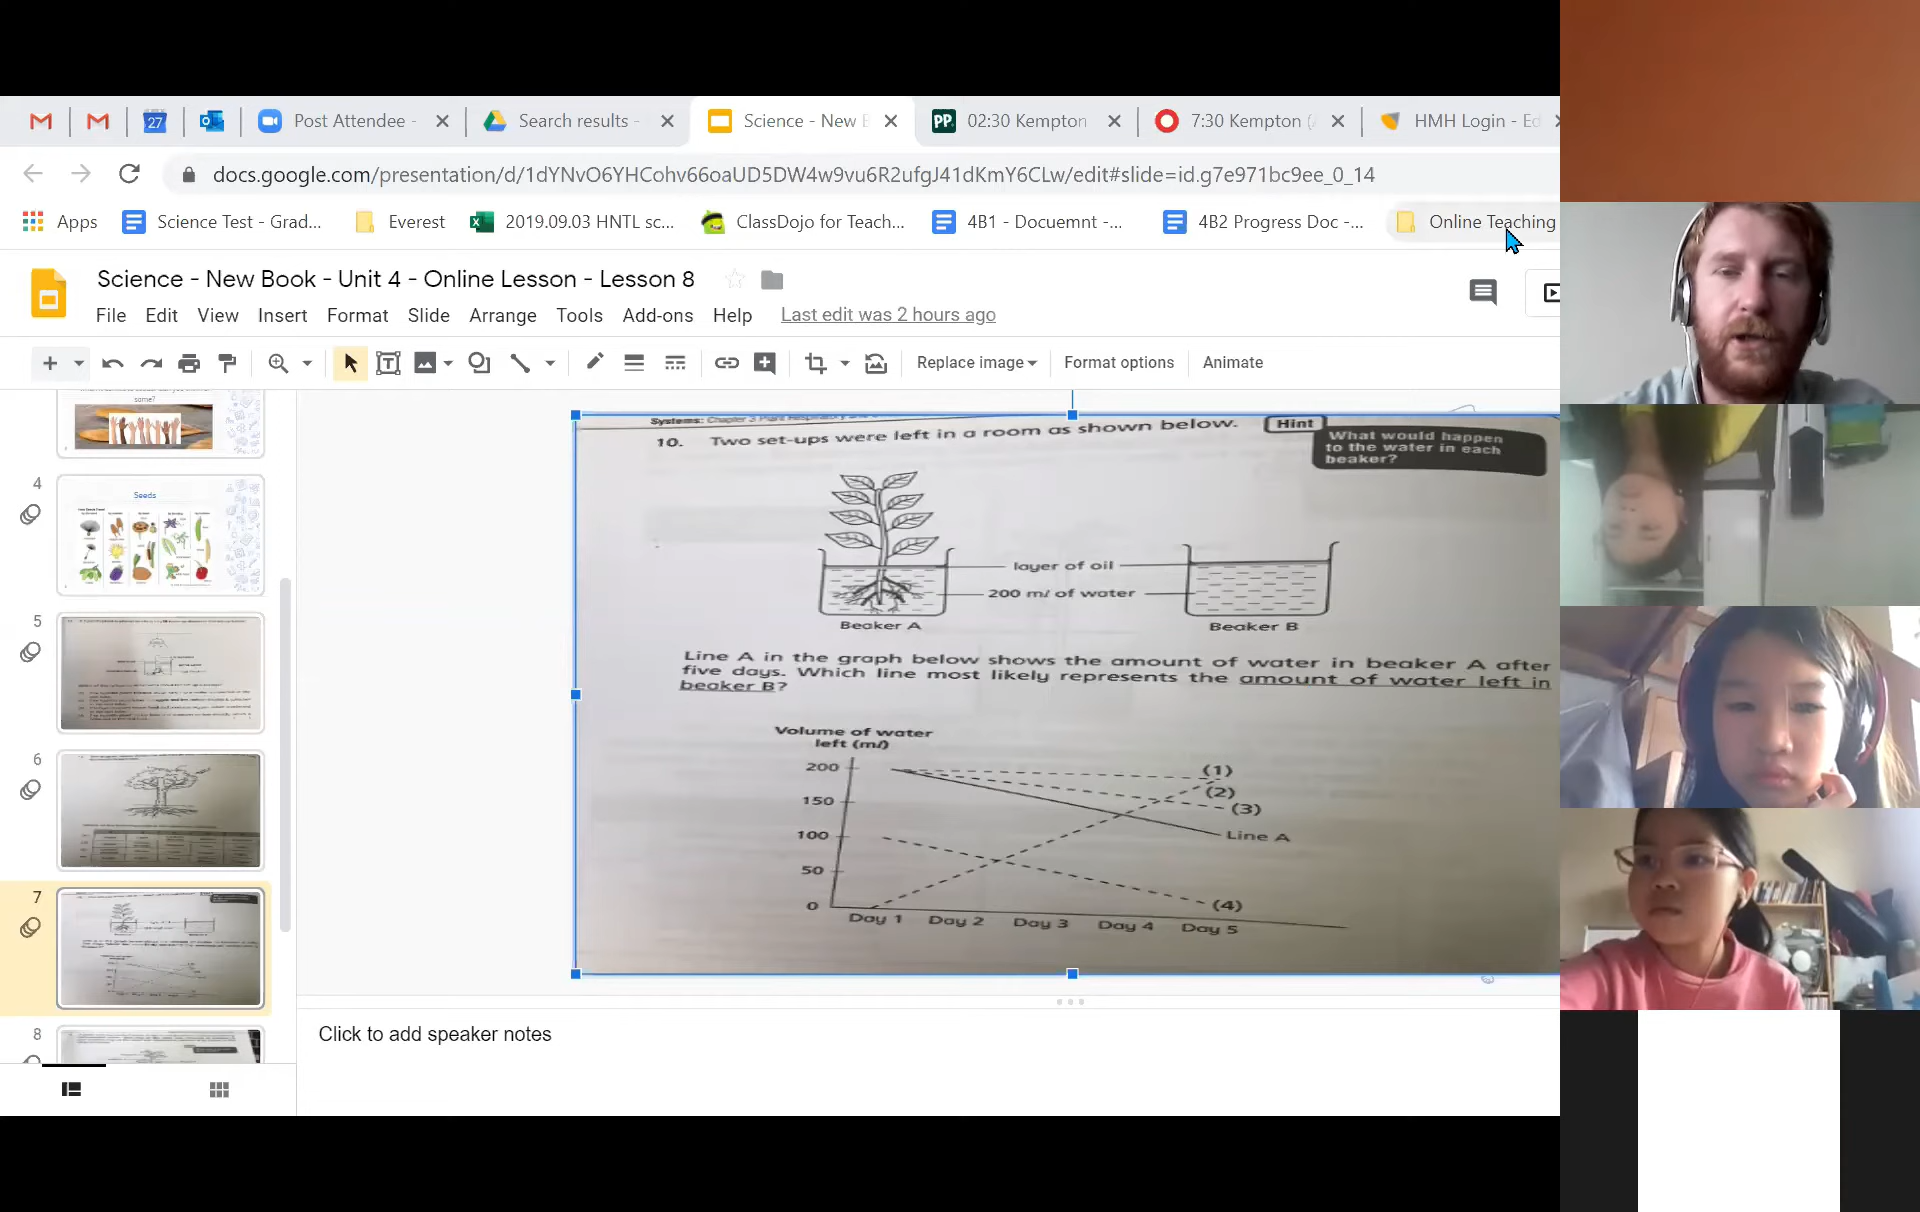 27
Post Attendee -
Search results -
Science - New
PP
02:30 Kempton
7:30 Kempton (
HMH Login - Ed
docs.google.com/presentation/d/1dYNvO6YHCohv66oaUD5DW4w9vu6R2ufgJ41dKmY6CLw/edit#slide=id.g7e971bc9ee_0_14
Apps
Science Test - Grad...
Everest
2019.09.03 HNTL sc...
ClassDojo for Teach...
4B1 - Docuemnt -...
4B2 Progress Doc -...
Online Teaching
Science - New Book - Unit 4 - Online Lesson - Lesson 8
File Edit View Insert Format Slide Arrange Tools Add-ons Help Last edit was 2 hours ago
Replace image Format options Animate
some?
4
Seeds
5
6
7
8
Systems: Chapter 3 Plant Respiratory
10. Two set-ups were left in a room as shown below.
Hint
What would happen
to the water in each
beaker?
layer of oil
200 ml of water
Beaker A
Beaker B
Line A in the graph below shows the amount of water in beaker A after
five days. Which line most likely represents the amount of water left in
beaker B?
Volume of water
left (ml)
200
150
100
50
0
(1)
(2)
(3)
Line A
(4)
Day 1 Day 2 Day 3 Day 4 Day 5
Click to add speaker notes